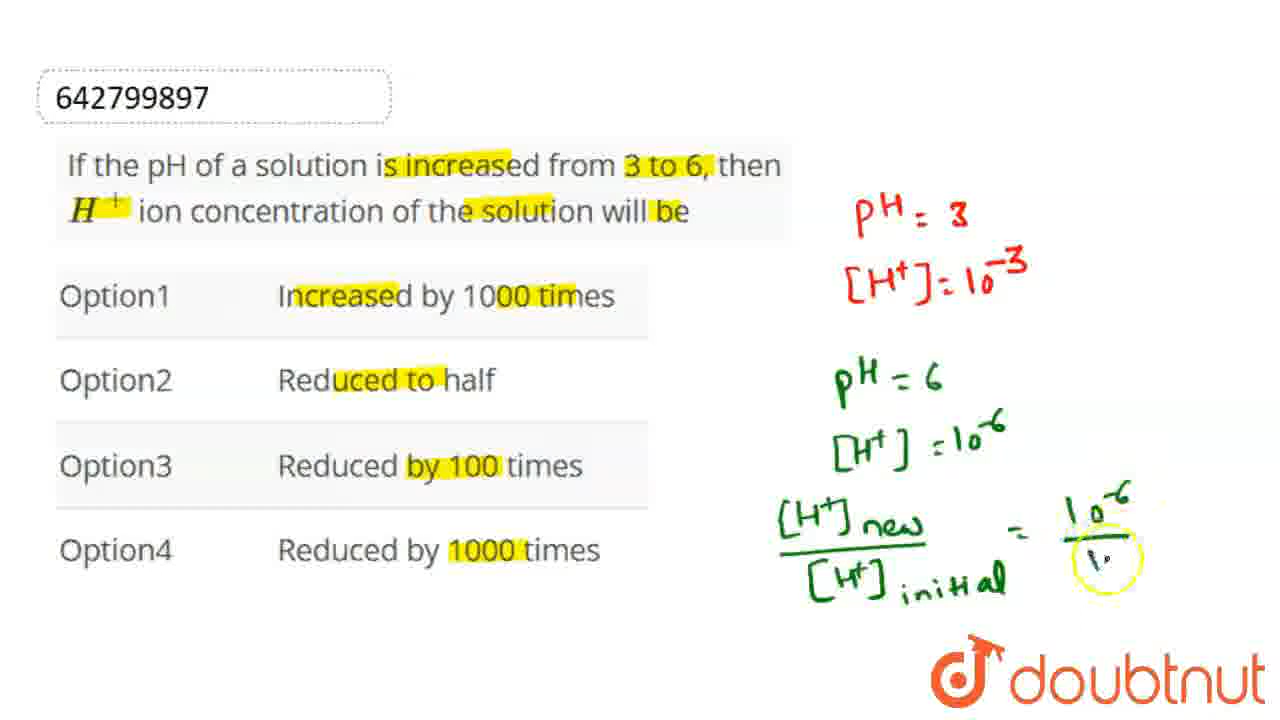 642799897
If the pH of a solution is increased from 3 to 6, then
H⁺ ion concentration of the solution will be
Option1 Increased by 1000 times
Option2 Reduced to half
Option3 Reduced by 100 times
Option4 Reduced by 1000 times
pH = 3
[H⁺] = 10⁻³
pH = 6
[H⁺] = 10⁻⁶
[H⁺] new = 10⁻⁶
[H⁺] initial 1
doubtnut